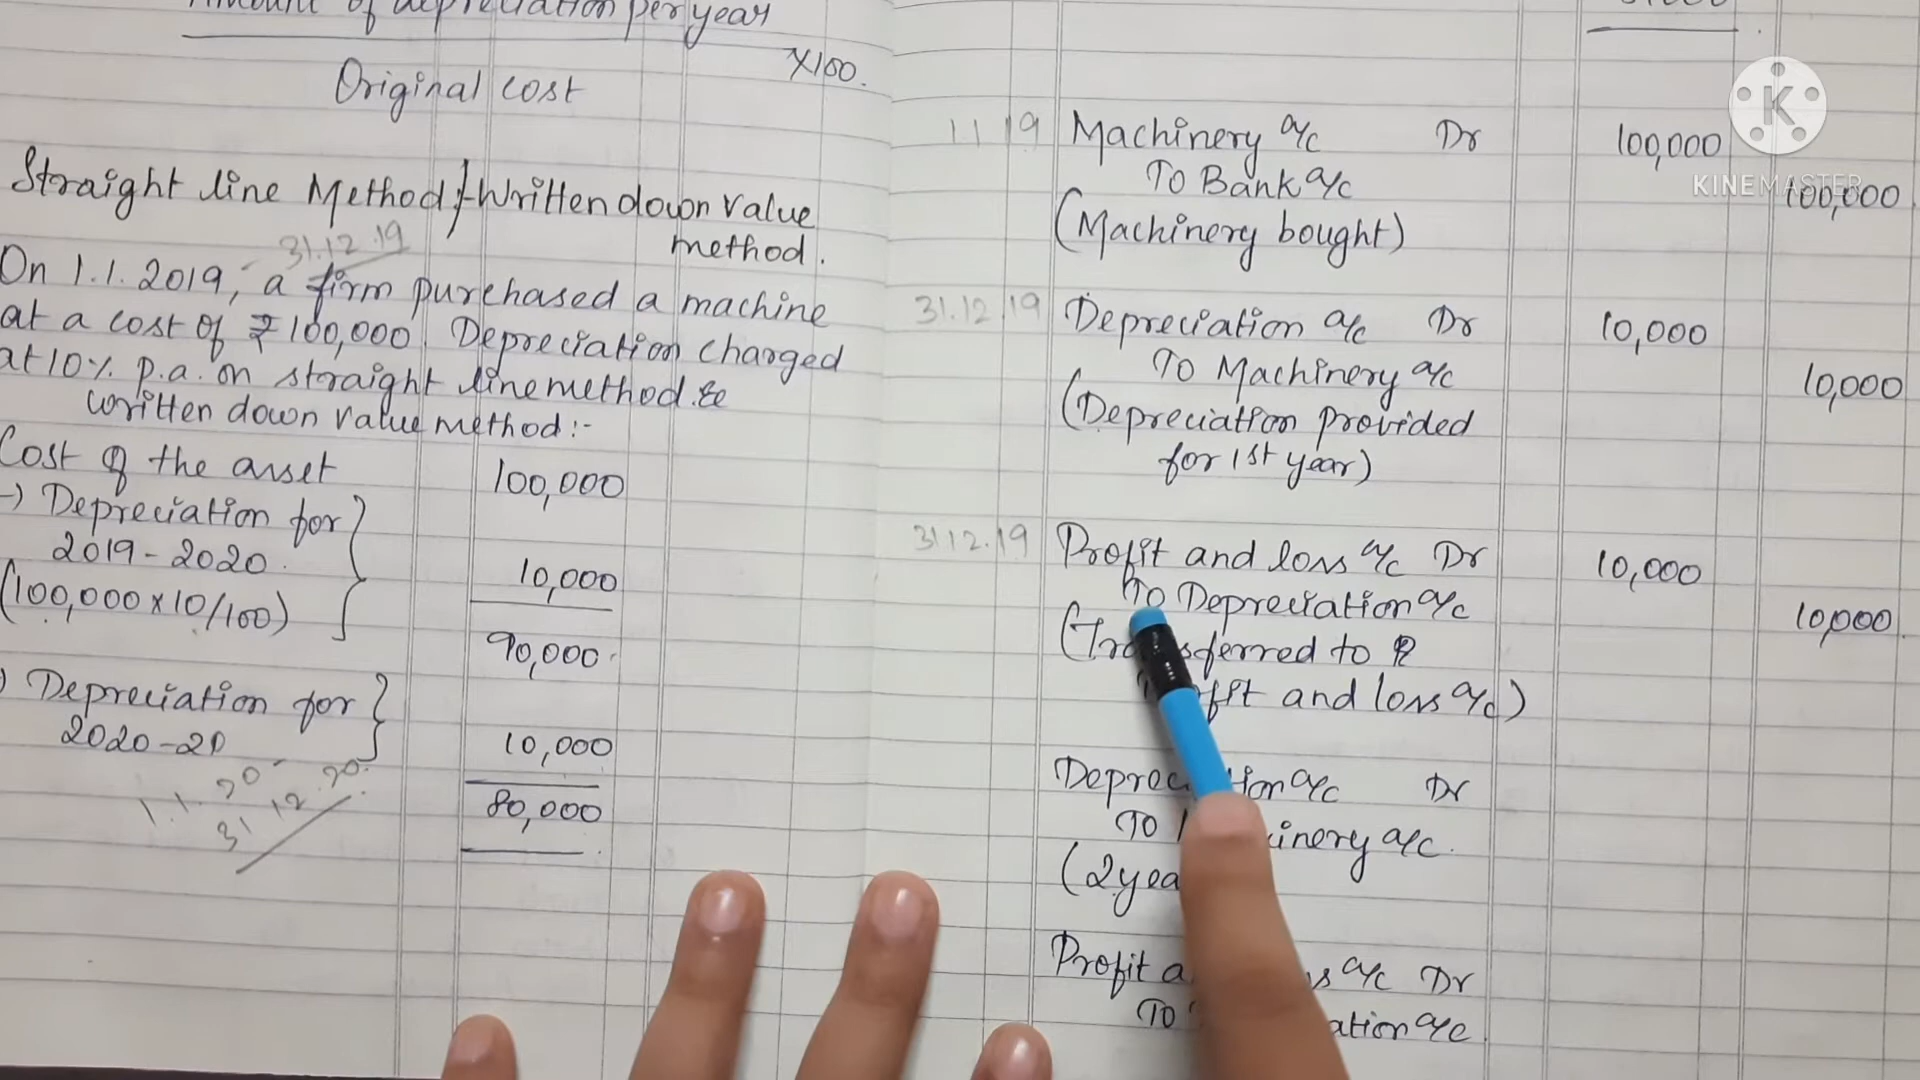 Amount of depreciation per year
X100.
Original cost
Straight line Method} - Written down value
method.
31.12.19
On 1.1.2019, a firm purchased a machine
at a cost of ₹100,000. Depreciation charged
at 10% p.a. on straight line method &
written down value method:-
Cost of the asset 100,000
-) Depreciation for
2019-2020.
(100,000 x 10/100) 10,000
90,000.
) Depreciation for
2020-21 10,000
80,000
1.1.20-
31 12.20.
1.1.19 Machinery a/c Dr 100,000
To Bank a/c 100,000
(Machinery bought)
31.12.19 Depreciation a/c Dr 10,000
To Machinery a/c 10,000
(Depreciation provided
for 1st year)
31.12.19 Profit and loss a/c Dr 10,000
To Depreciation a/c 10,000.
to
and loss a/c)
a/c Dr
To a/c.
(2
Profit a/c Dr
To a/c
K
KINEMASTER